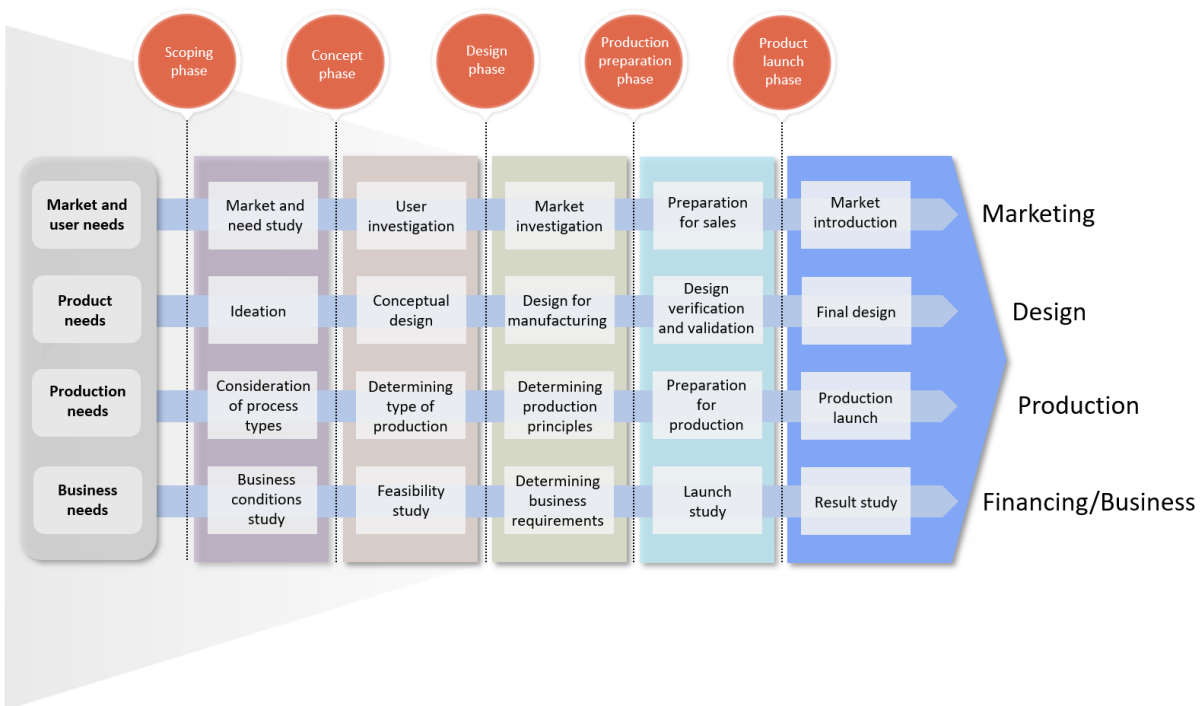 Scoping
phase
Concept
phase
Design
phase
Production
preparation
phase
Product
launch
phase
Market and
user needs
Market and
need study
User
investigation
Market
investigation
Preparation
for sales
Market
introduction
Marketing
Product
needs
Ideation
Conceptual
design
Design for
manufacturing
Design
verification
and validation
Final design
Design
Production
needs
Consideration
of process
types
Determining
type of
production
Determining
production
principles
Preparation
for
production
Production
launch
Production
Business
needs
Business
conditions
study
Feasibility
study
Determining
business
requirements
Launch
study
Result study
Financing/Business